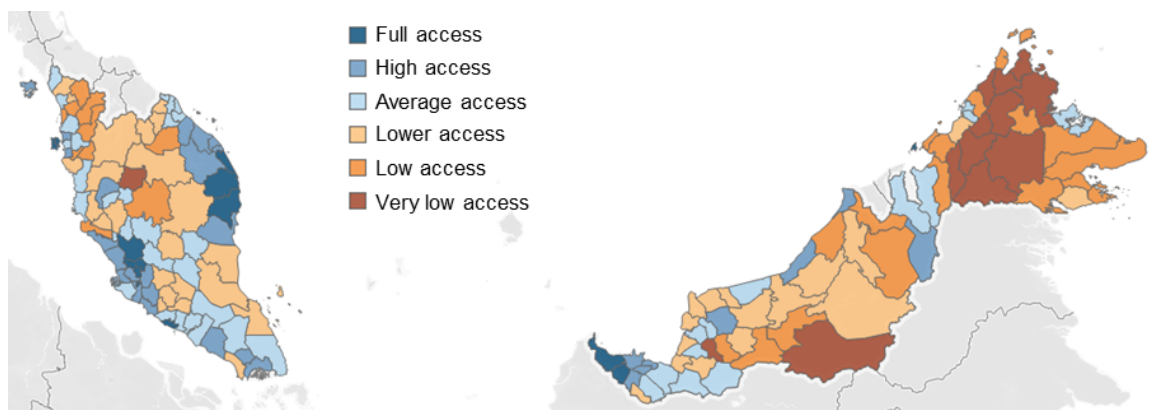 Full access
High access
Average access
Lower access
Low access
Very low access